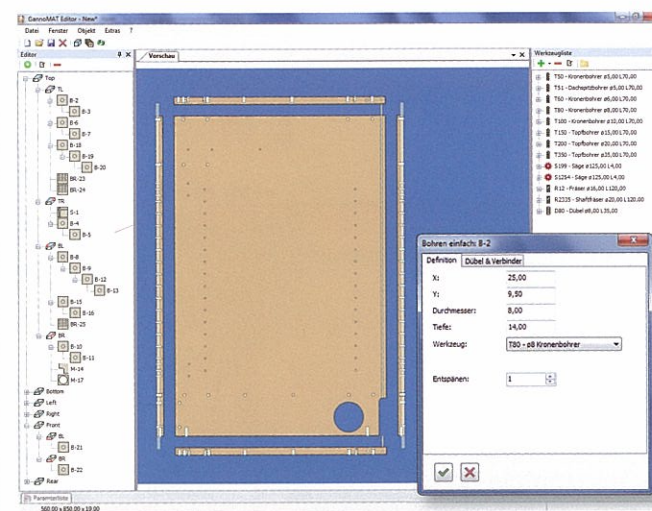 GannoMAT Editor - New*
Datei Fenster Objekt Extras ?
Editor
Vorschau
Werkzeugliste
Top
TL
B-2
B-3
B-6
B-7
B-18
B-19
B-20
BR-23
BR-24
TR
S-1
B-4
B-5
BL
B-8
B-9
B-12
B-13
B-15
B-16
BR-25
BR
B-10
B-11
M-14
M-17
Bottom
Left
Right
Front
BL
B-21
BR
B-22
Rear
Parameterliste
560.00 x 850.00 x 19.00
T50 - Kronenbohrer ø5,00 L70,00
T51 - Dachspitzbohrer ø5,00 L70,00
T60 - Kronenbohrer ø6,00 L70,00
T80 - Kronenbohrer ø8,00 L70,00
T100 - Kronenbohrer ø10,00 L70,00
T150 - Topfbohrer ø15,00 L70,00
T200 - Topfbohrer ø20,00 L70,00
T350 - Topfbohrer ø35,00 L70,00
S199 - Säge ø125,00 L4,00
S1254 - Säge ø125,00 L4,00
R12 - Fräser ø16,00 L120,00
R2335 - Shaftfräser ø20,00 L120,00
D80 - Dübel ø8,00 L35,00
Bohren einfach: B-2
Definition Dübel & Verbinder
X: 25,00
Y: 9,50
Durchmesser: 8,00
Tiefe: 14,00
Werkzeug: T80 - ø8 Kronenbohrer
Entspänen: 1